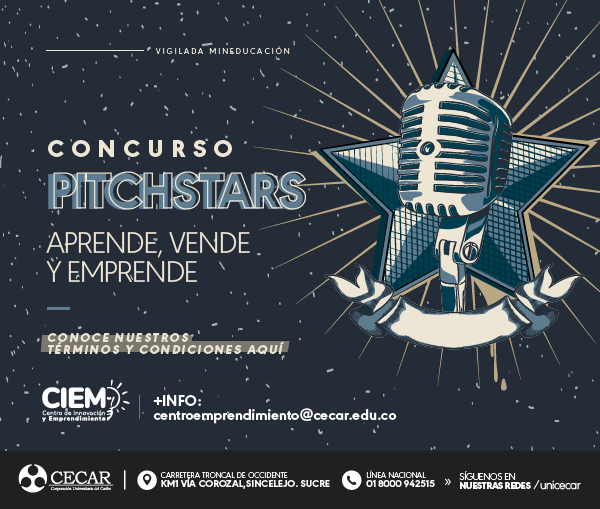 VIGILADA MINEDUCACIÓN
CONCURSO
PITCHSTARS
APRENDE, VENDE
Y EMPRENDE
CONOCE NUESTROS
TÉRMINOS Y CONDICIONES AQUÍ
CIEM
Centro de Innovación
y Emprendimiento
+INFO:
centroemprendimiento@cecar.edu.co
CECAR
Corporación Universitaria del Caribe
CARRETERA TRONCAL DE OCCIDENTE
KM1 VÍA COROZAL,SINCELEJO. SUCRE
LÍNEA NACIONAL
01 8000 942515
»
SÍGUENOS EN
NUESTRAS REDES /unicecar